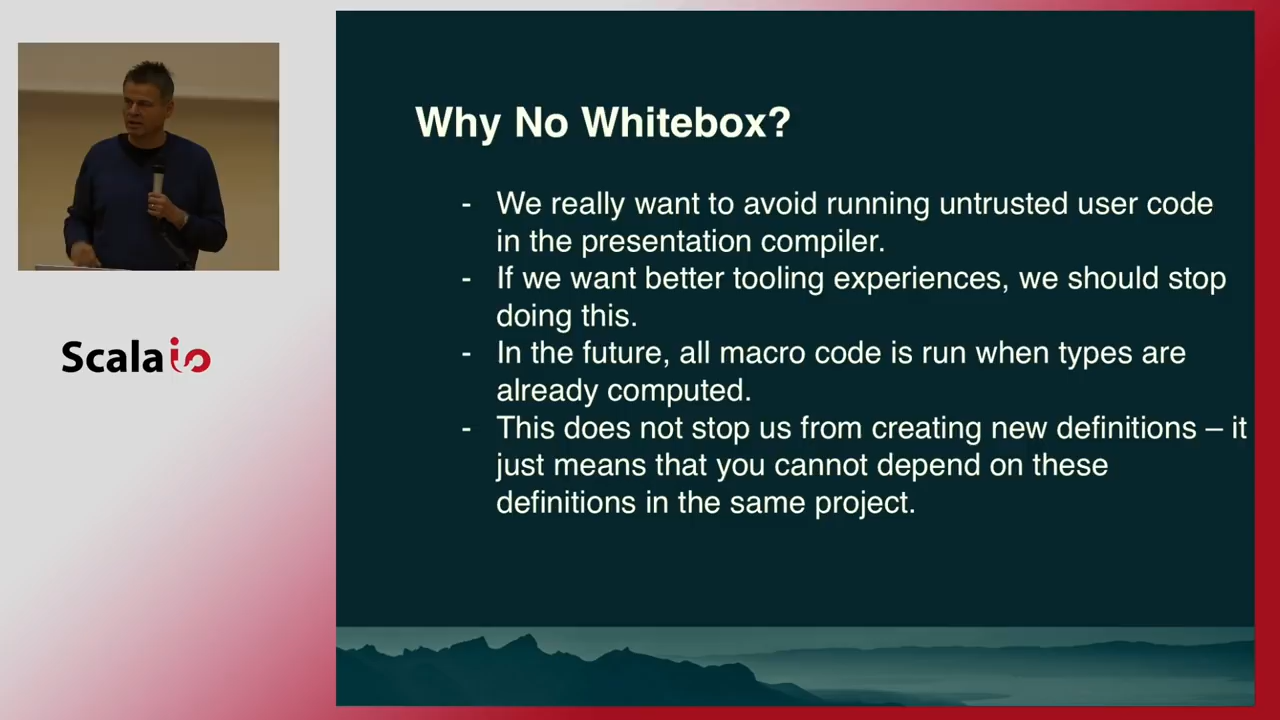 Why No Whitebox?
- We really want to avoid running untrusted user code
in the presentation compiler.
- If we want better tooling experiences, we should stop
doing this.
- In the future, all macro code is run when types are
already computed.
- This does not stop us from creating new definitions – it
just means that you cannot depend on these
definitions in the same project.
Scalaio